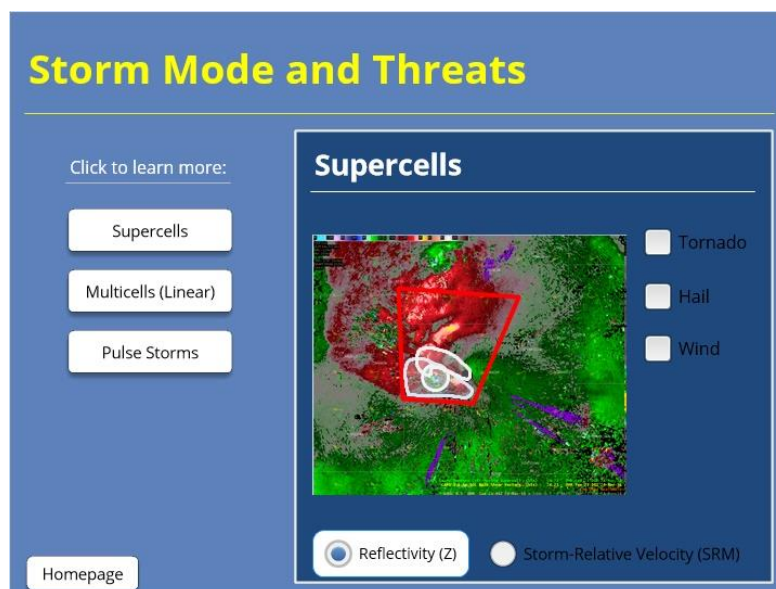 Storm Mode and Threats
Click to learn more:
Supercells
Multicells (Linear)
Pulse Storms
Homepage
Supercells
Tornado
Hail
Wind
Reflectivity (Z)
Storm-Relative Velocity (SRM)